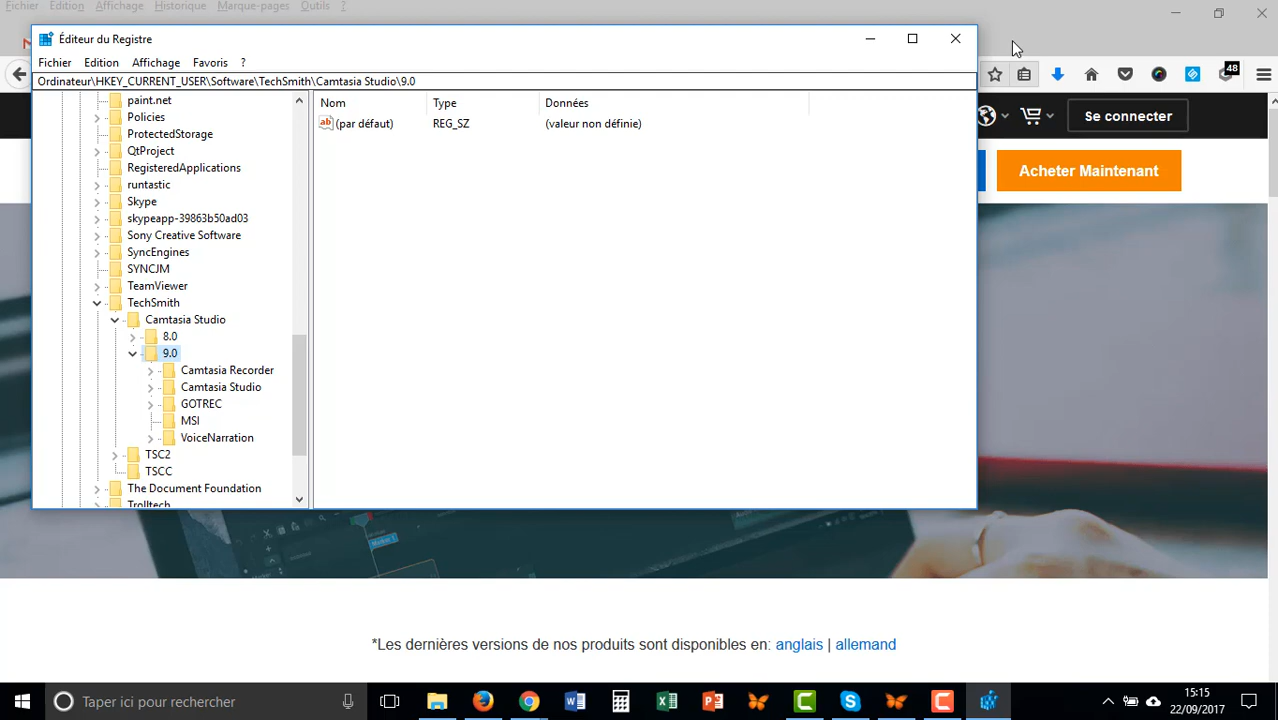 Fichier Edition Affichage Historique Marque-pages Outils ?
Éditeur du Registre
Fichier Edition Affichage Favoris ?
Ordinateur\HKEY_CURRENT_USER\Software\TechSmith\Camtasia Studio\9.0
48
Nom Type Données
ab (par défaut) REG_SZ (valeur non définie)
paint.net
Policies
ProtectedStorage
QtProject
RegisteredApplications
runtastic
Skype
skypeapp-39863b50ad03
Sony Creative Software
SyncEngines
SYNCJM
TeamViewer
TechSmith
Camtasia Studio
8.0
9.0
Camtasia Recorder
Camtasia Studio
GOTREC
MSI
VoiceNarration
TSC2
TSCC
The Document Foundation
Trolltech
Se connecter
Acheter Maintenant
*Les dernières versions de nos produits sont disponibles en: anglais | allemand
Taper ici pour rechercher
15:15
22/09/2017